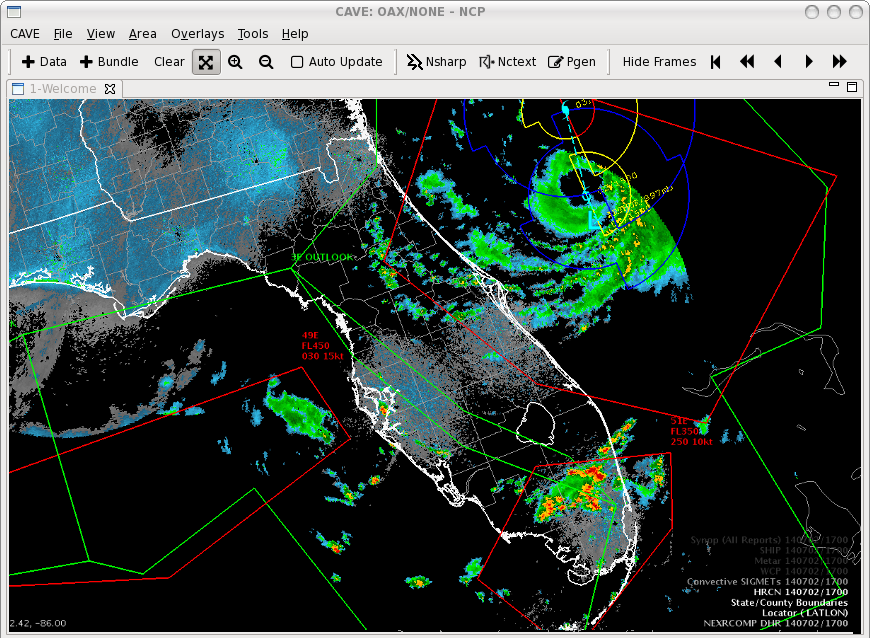 CAVE: OAX/NONE - NCP
CAVE File View Area Overlays Tools Help
Data Bundle Clear Auto Update Nsharp Nctext Pgen Hide Frames
1-Welcome
OUTLOOK
49E
FL450
030 15kt
51E
FL350
250 10kt
Synop (All Reports) 140702/1700
SHIP 140702/1700
Metar 140702/1700
WCP 140702/1700
Convective SIGMETs 140702/1700
HRCN 140702/1700
State/County Boundaries
Locator ( LATLON)
NEXRCOMP DHR 140702/1700
2.42, -86.00